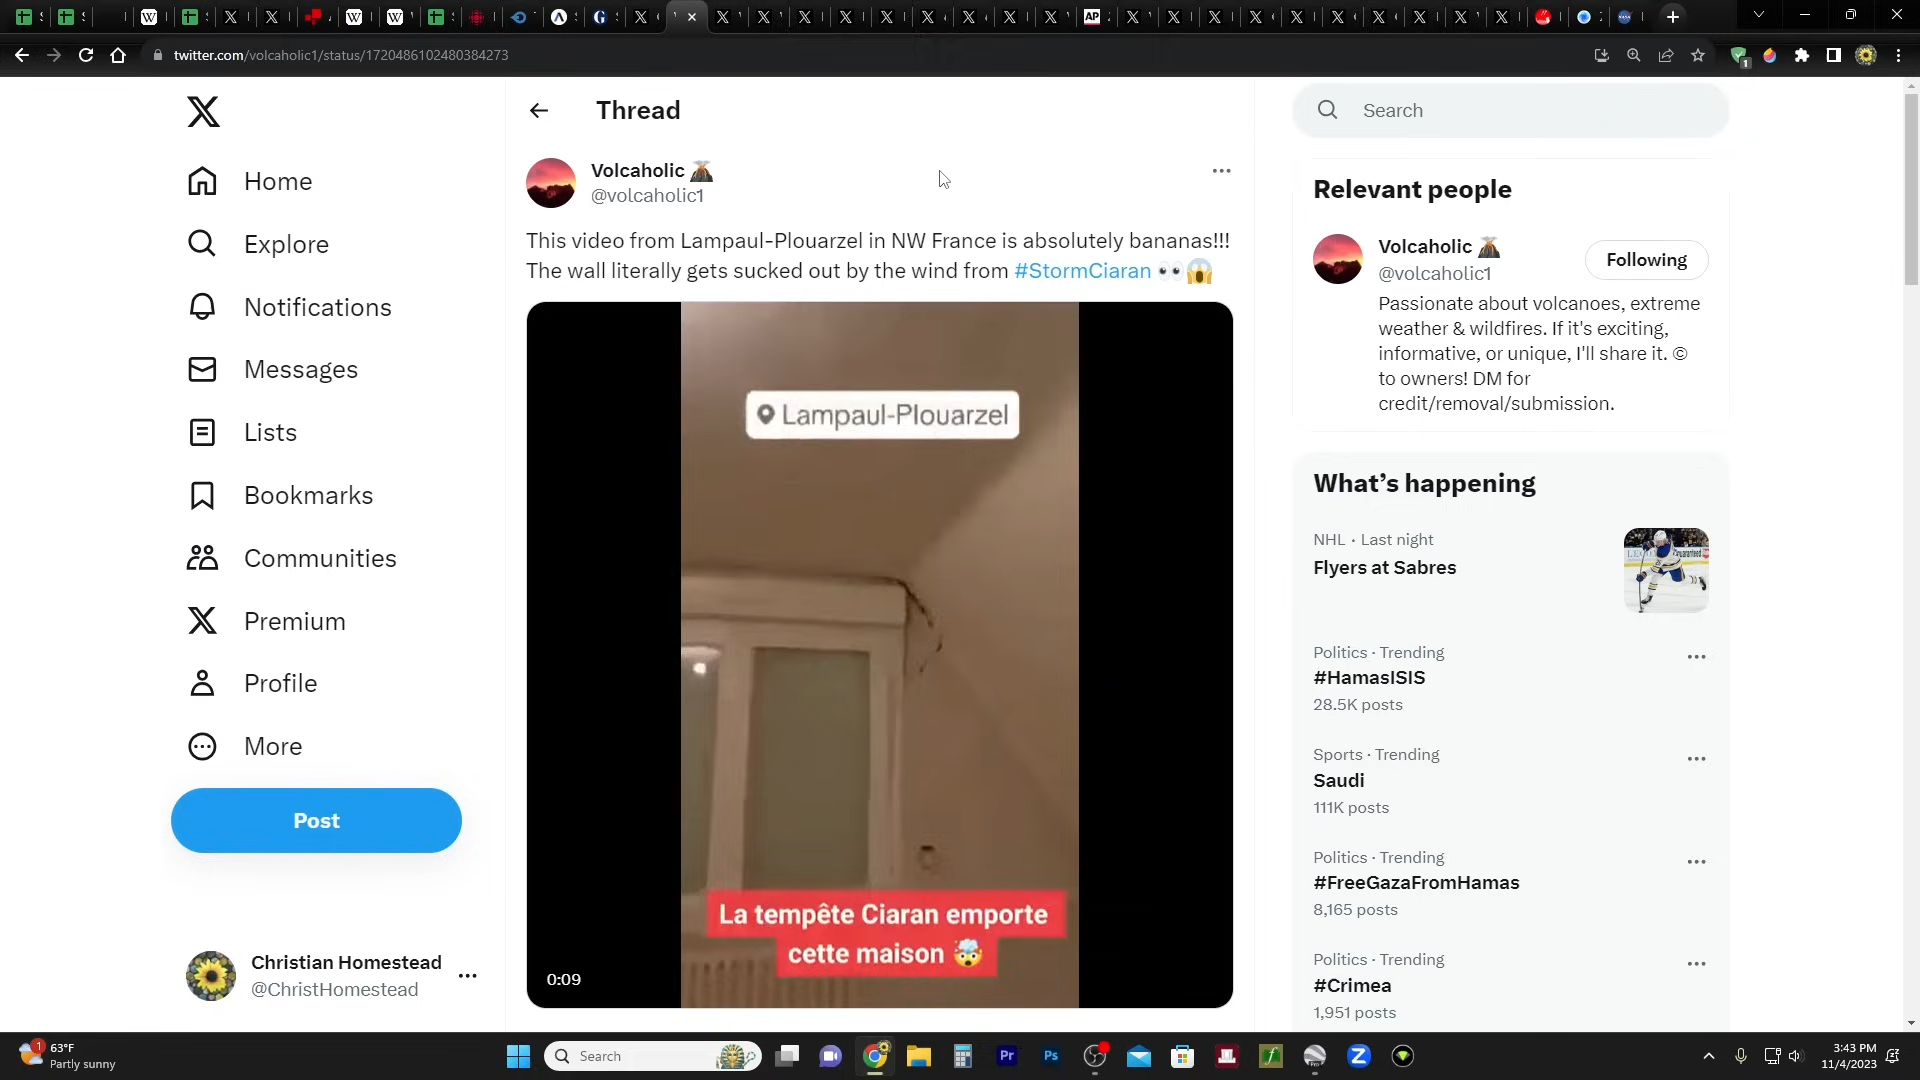 twitter.com/volcaholic1/status/1720486102480384273
Thread
Search
Home
Explore
Notifications
Messages
Lists
Bookmarks
Communities
Premium
Profile
More
Post
Christian Homestead
@ChristHomestead
Volcaholic 🌋
@volcaholic1
This video from Lampaul-Plouarzel in NW France is absolutely bananas!!!
The wall literally gets sucked out by the wind from #StormCiaran 👀😱
Lampaul-Plouarzel
La tempête Ciaran emporte
cette maison 🤯
0:09
Relevant people
Volcaholic 🌋
@volcaholic1
Following
Passionate about volcanoes, extreme
weather & wildfires. If it's exciting,
informative, or unique, I'll share it. ©
to owners! DM for
credit/removal/submission.
What’s happening
NHL · Last night
Flyers at Sabres
Politics · Trending
#HamasISIS
28.5K posts
Sports · Trending
Saudi
111K posts
Politics · Trending
#FreeGazaFromHamas
8,165 posts
Politics · Trending
#Crimea
1,951 posts
1
63°F
Partly sunny
Search
Pr
Ps
3:43 PM
11/4/2023